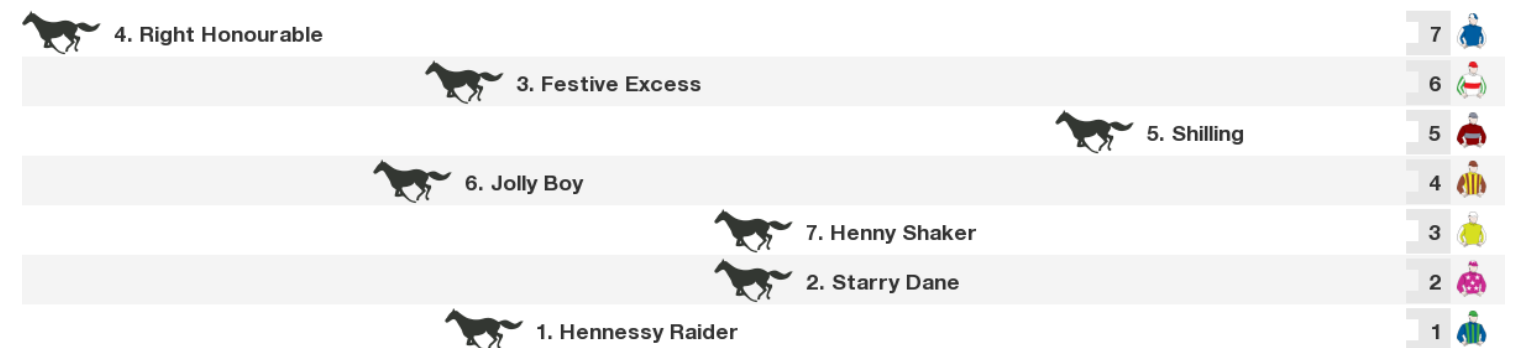 4. Right Honourable 7
3. Festive Excess 6
5. Shilling 5
6. Jolly Boy 4
7. Henny Shaker 3
2. Starry Dane 2
1. Hennessy Raider 1